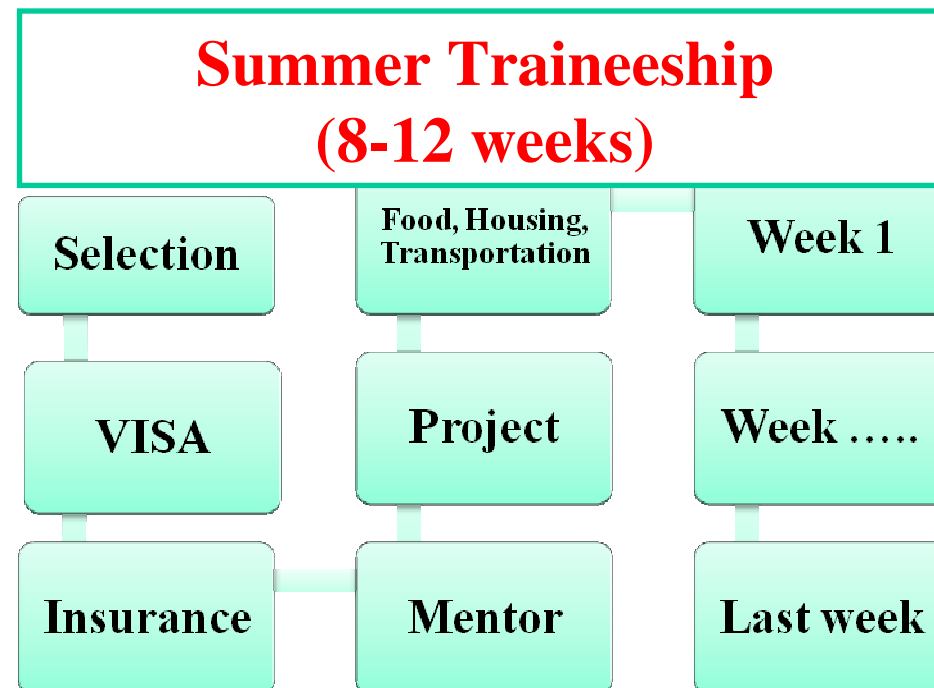 Summer Traineeship
(8-12 weeks)
Selection
VISA
Insurance
Food, Housing,
Transportation
Project
Mentor
Week 1
Week .....
Last week